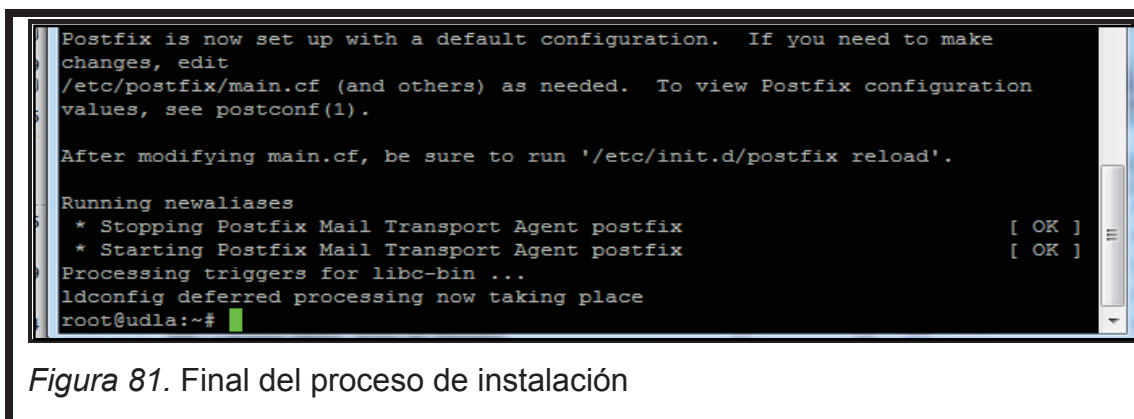 Postfix is now set up with a default configuration.  If you need to make
changes, edit
/etc/postfix/main.cf (and others) as needed.  To view Postfix configuration
values, see postconf(1).
After modifying main.cf, be sure to run '/etc/init.d/postfix reload'.
Running newaliases
 * Stopping Postfix Mail Transport Agent postfix [ OK ]
 * Starting Postfix Mail Transport Agent postfix [ OK ]
Processing triggers for libc-bin ...
ldconfig deferred processing now taking place
root@udla:~#
Figura 81. Final del proceso de instalación